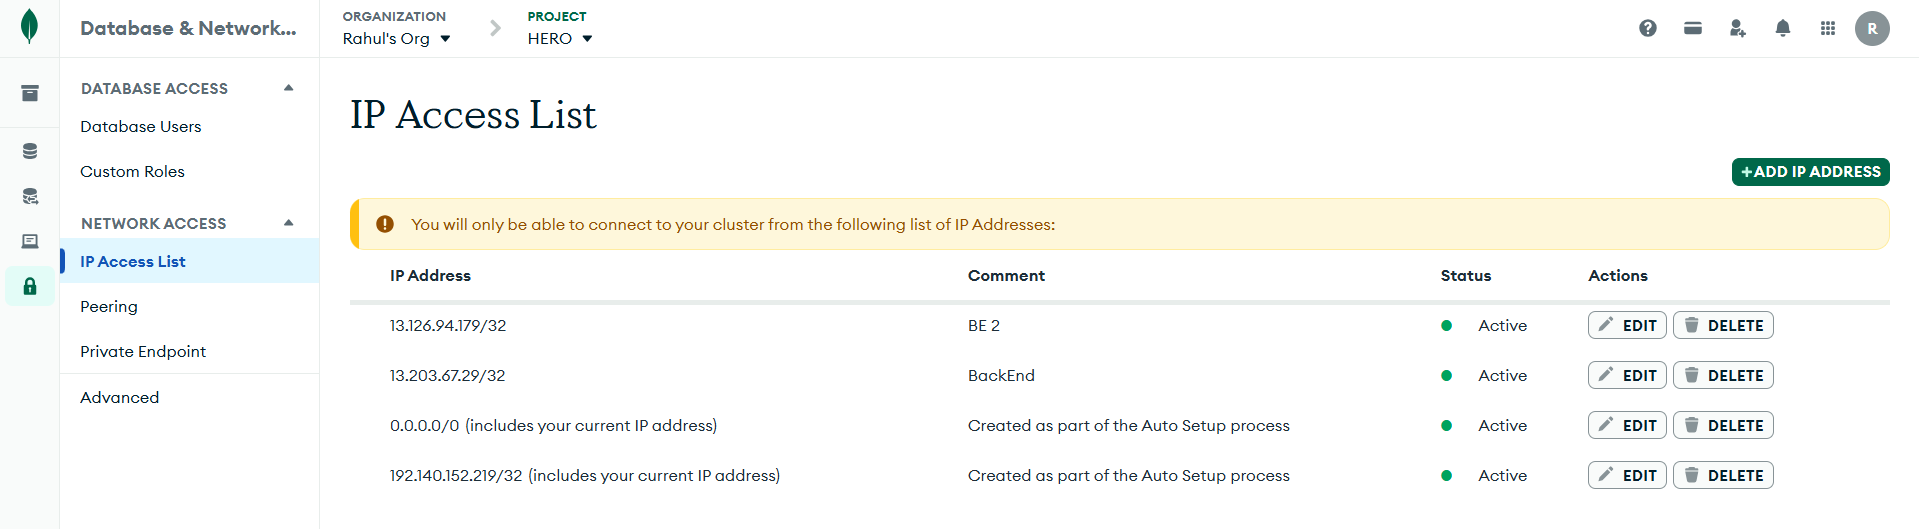 Database & Network...
ORGANIZATION
Rahul's Org
PROJECT
HERO
R
DATABASE ACCESS
Database Users
Custom Roles
NETWORK ACCESS
IP Access List
Peering
Private Endpoint
Advanced
IP Access List
+ADD IP ADDRESS
You will only be able to connect to your cluster from the following list of IP Addresses:
IP Address Comment Status Actions
13.126.94.179/32 BE 2 Active EDIT DELETE
13.203.67.29/32 BackEnd Active EDIT DELETE
0.0.0.0/0 (includes your current IP address) Created as part of the Auto Setup process Active EDIT DELETE
192.140.152.219/32 (includes your current IP address) Created as part of the Auto Setup process Active EDIT DELETE